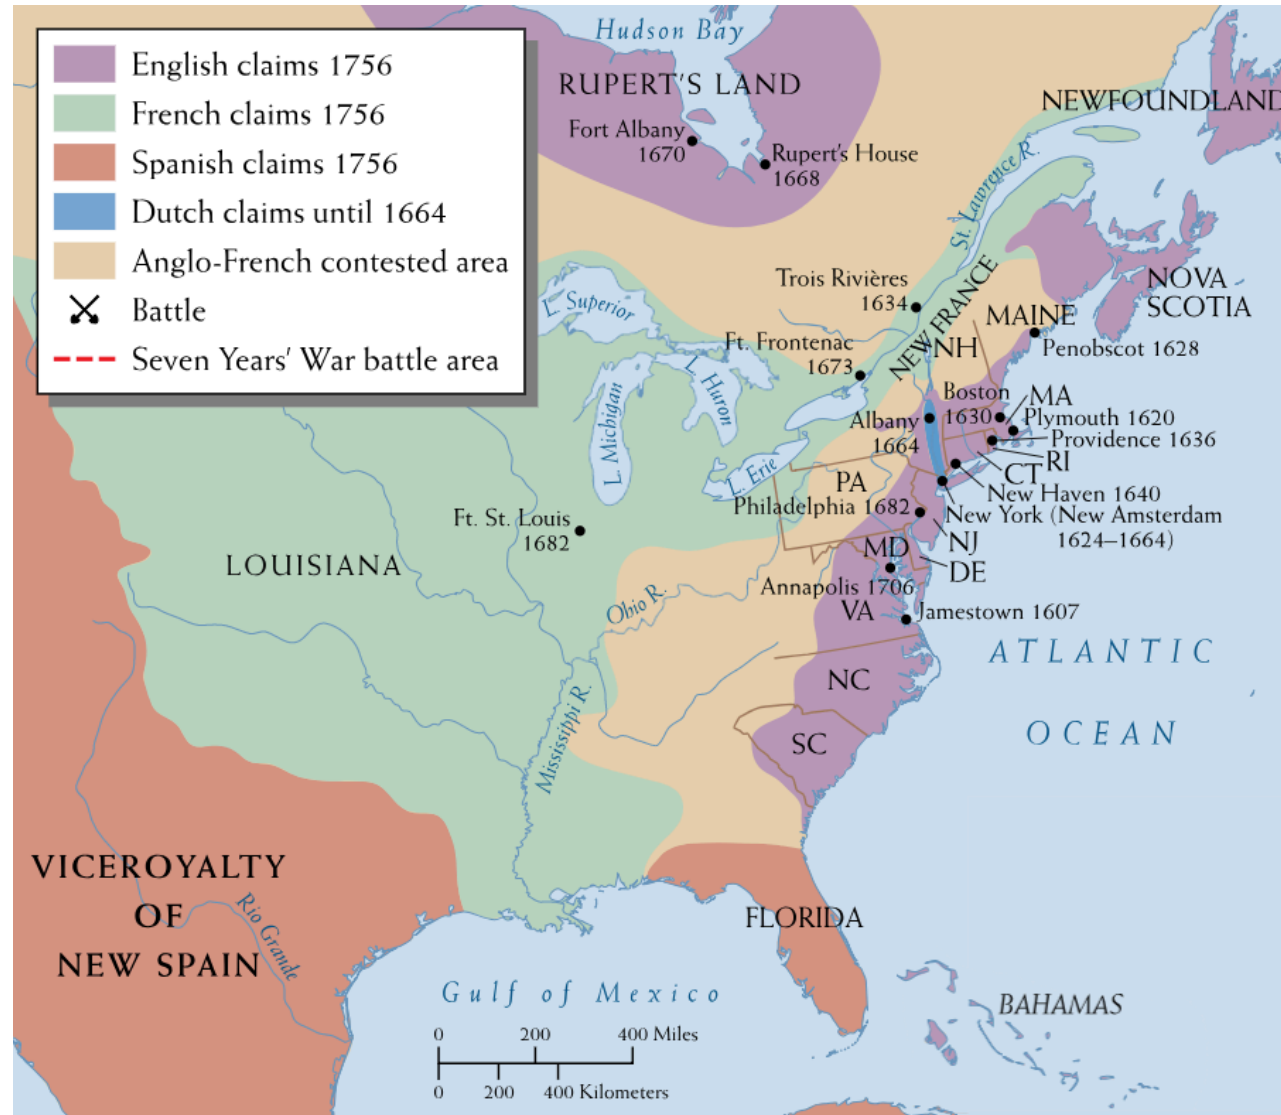 English claims 1756
French claims 1756
Spanish claims 1756
Dutch claims until 1664
Anglo-French contested area
Battle
Seven Years' War battle area
Hudson Bay
RUPERT'S LAND
Fort Albany
1670
Rupert's House
1668
NEWFOUNDLAND
St. Lawrence R.
NOVA
SCOTIA
Trois Rivières
1634
NEW FRANCE
MAINE
Penobscot 1628
NH
L. Superior
Ft. Frontenac
1673
L. Huron
L. Michigan
Boston
1630
MA
Plymouth 1620
Albany
1664
Providence 1636
RI
CT
L. Erie
PA
New Haven 1640
Philadelphia 1682
New York (New Amsterdam
1624–1664)
NJ
Ft. St. Louis
1682
MD
DE
LOUISIANA
Annapolis 1706
Ohio R.
VA
Jamestown 1607
ATLANTIC
OCEAN
NC
Mississippi R.
SC
VICEROYALTY
OF
NEW SPAIN
Rio Grande
FLORIDA
Gulf of Mexico
BAHAMAS
0 200 400 Miles
0 200 400 Kilometers